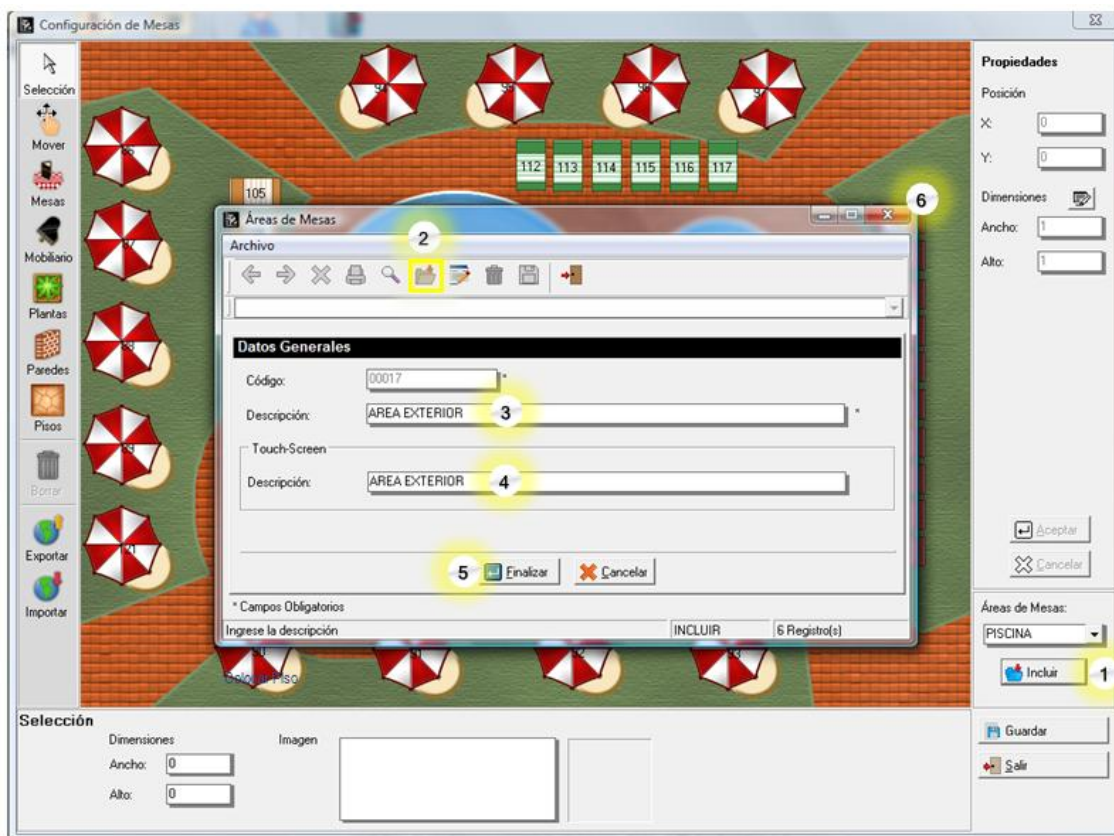 Configuración de Mesas
Selección
Mover
Mesas
Mobiliario
Plantas
Paredes
Pisos
Borrar
Exportar
Importar
112 113 114 115 116 117
105
Áreas de Mesas
6
Archivo
2
Datos Generales
Código: 00017 *
Descripción: AREA EXTERIOR 3 *
Touch-Screen
Descripción: AREA EXTERIOR 4
5 Finalizar Cancelar
* Campos Obligatorios
Ingrese la descripción INCLUIR 6 Registro(s)
Colocar Piso
Propiedades
Posición
X: 0
Y: 0
Dimensiones
Ancho: 1
Alto: 1
Aceptar
Cancelar
Áreas de Mesas:
PISCINA
Incluir 1
Guardar
Salir
Selección
Dimensiones Imagen
Ancho: 0
Alto: 0